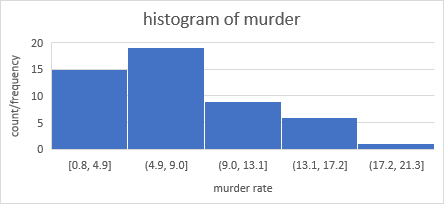 histogram of murder
count/frequency
20
15
10
5
0
[0.8, 4.9] (4.9, 9.0] (9.0, 13.1] (13.1, 17.2] (17.2, 21.3]
murder rate